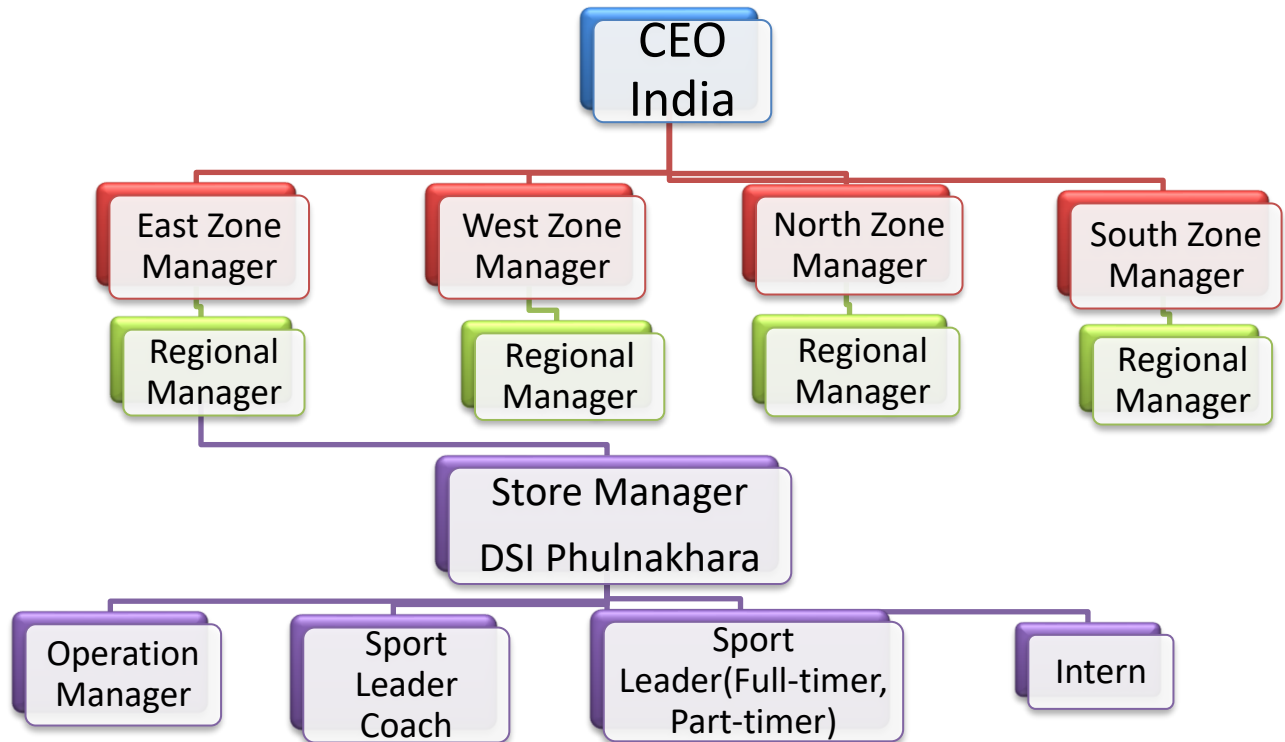 CEO
India
East Zone
Manager
West Zone
Manager
North Zone
Manager
South Zone
Manager
Regional
Manager
Regional
Manager
Regional
Manager
Regional
Manager
Store Manager
DSI Phulnakhara
Operation
Manager
Sport
Leader
Coach
Sport
Leader(Full-timer,
Part-timer)
Intern